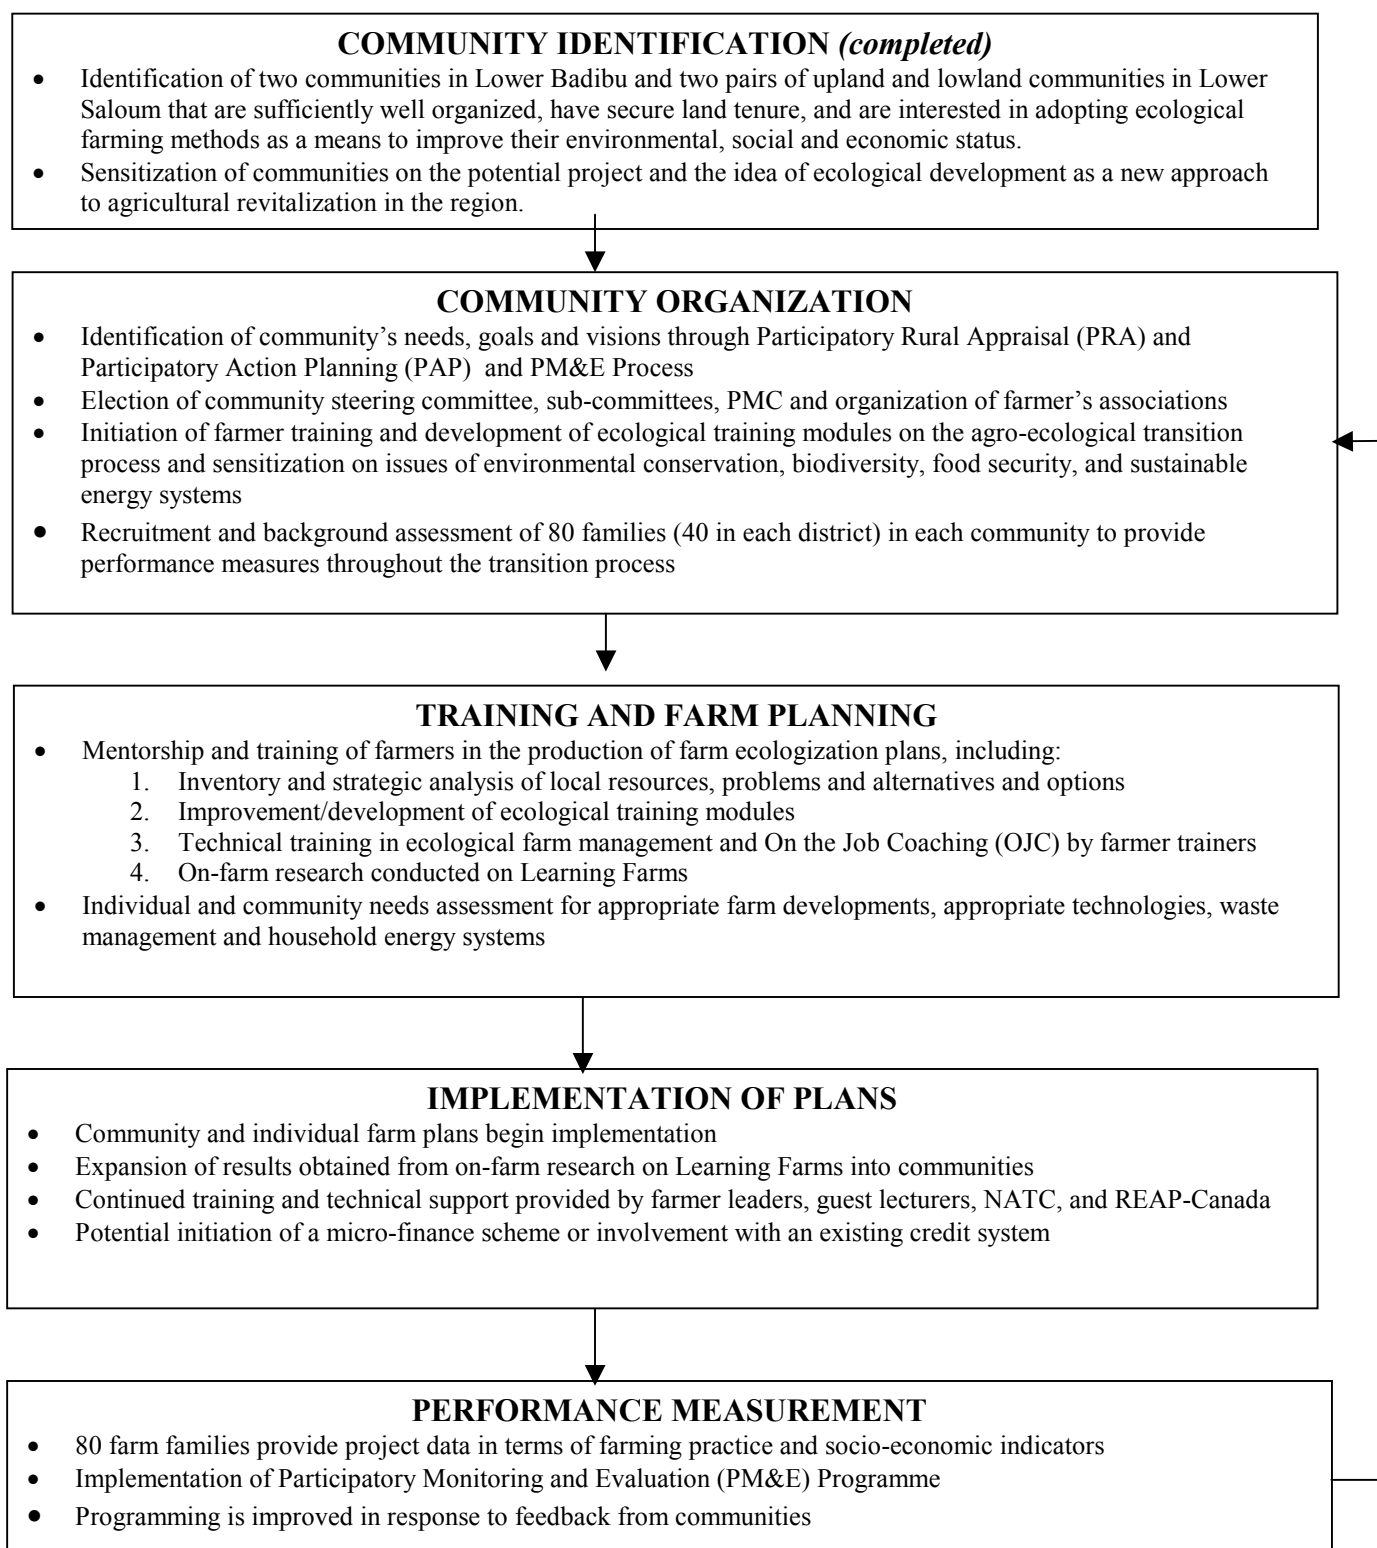 COMMUNITY IDENTIFICATION (completed)
• Identification of two communities in Lower Badibu and two pairs of upland and lowland communities in Lower
Saloum that are sufficiently well organized, have secure land tenure, and are interested in adopting ecological
farming methods as a means to improve their environmental, social and economic status.
• Sensitization of communities on the potential project and the idea of ecological development as a new approach
to agricultural revitalization in the region.
COMMUNITY ORGANIZATION
• Identification of community’s needs, goals and visions through Participatory Rural Appraisal (PRA) and
Participatory Action Planning (PAP) and PM&E Process
• Election of community steering committee, sub-committees, PMC and organization of farmer’s associations
• Initiation of farmer training and development of ecological training modules on the agro-ecological transition
process and sensitization on issues of environmental conservation, biodiversity, food security, and sustainable
energy systems
• Recruitment and background assessment of 80 families (40 in each district) in each community to provide
performance measures throughout the transition process
TRAINING AND FARM PLANNING
• Mentorship and training of farmers in the production of farm ecologization plans, including:
1. Inventory and strategic analysis of local resources, problems and alternatives and options
2. Improvement/development of ecological training modules
3. Technical training in ecological farm management and On the Job Coaching (OJC) by farmer trainers
4. On-farm research conducted on Learning Farms
• Individual and community needs assessment for appropriate farm developments, appropriate technologies, waste
management and household energy systems
IMPLEMENTATION OF PLANS
• Community and individual farm plans begin implementation
• Expansion of results obtained from on-farm research on Learning Farms into communities
• Continued training and technical support provided by farmer leaders, guest lecturers, NATC, and REAP-Canada
• Potential initiation of a micro-finance scheme or involvement with an existing credit system
PERFORMANCE MEASUREMENT
• 80 farm families provide project data in terms of farming practice and socio-economic indicators
• Implementation of Participatory Monitoring and Evaluation (PM&E) Programme
• Programming is improved in response to feedback from communities